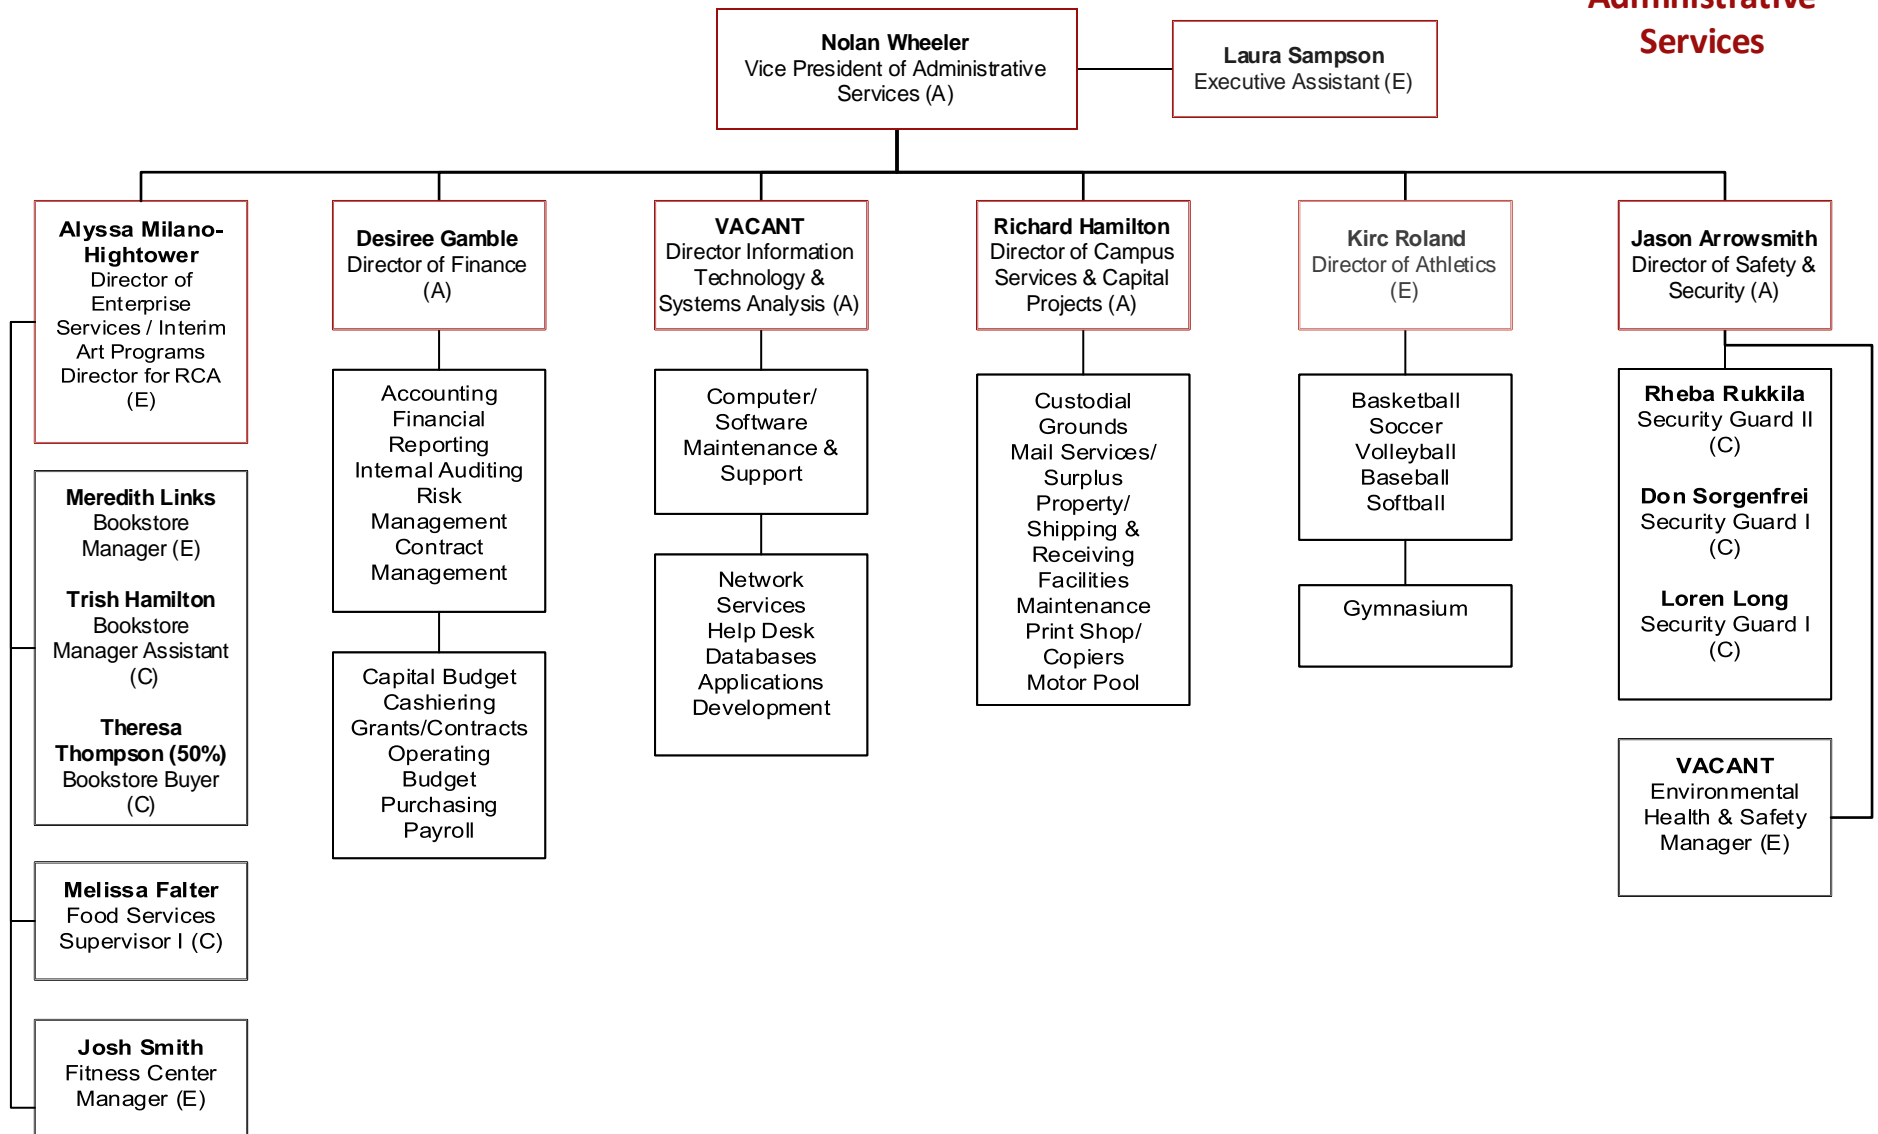 Administrative
Services
Nolan Wheeler
Vice President of Administrative
Services (A)
Laura Sampson
Executive Assistant (E)
Alyssa Milano-
Hightower
Director of
Enterprise
Services / Interim
Art Programs
Director for RCA
(E)
Desiree Gamble
Director of Finance
(A)
VACANT
Director Information
Technology &
Systems Analysis (A)
Richard Hamilton
Director of Campus
Services & Capital
Projects (A)
Kirc Roland
Director of Athletics
(E)
Jason Arrowsmith
Director of Safety &
Security (A)
Meredith Links
Bookstore
Manager (E)
Trish Hamilton
Bookstore
Manager Assistant
(C)
Theresa
Thompson (50%)
Bookstore Buyer
(C)
Melissa Falter
Food Services
Supervisor I (C)
Josh Smith
Fitness Center
Manager (E)
Accounting
Financial
Reporting
Internal Auditing
Risk
Management
Contract
Management
Capital Budget
Cashiering
Grants/Contracts
Operating
Budget
Purchasing
Payroll
Computer/
Software
Maintenance &
Support
Network
Services
Help Desk
Databases
Applications
Development
Custodial
Grounds
Mail Services/
Surplus
Property/
Shipping &
Receiving
Facilities
Maintenance
Print Shop/
Copiers
Motor Pool
Basketball
Soccer
Volleyball
Baseball
Softball
Gymnasium
Rheba Rukkila
Security Guard II
(C)
Don Sorgenfrei
Security Guard I
(C)
Loren Long
Security Guard I
(C)
VACANT
Environmental
Health & Safety
Manager (E)